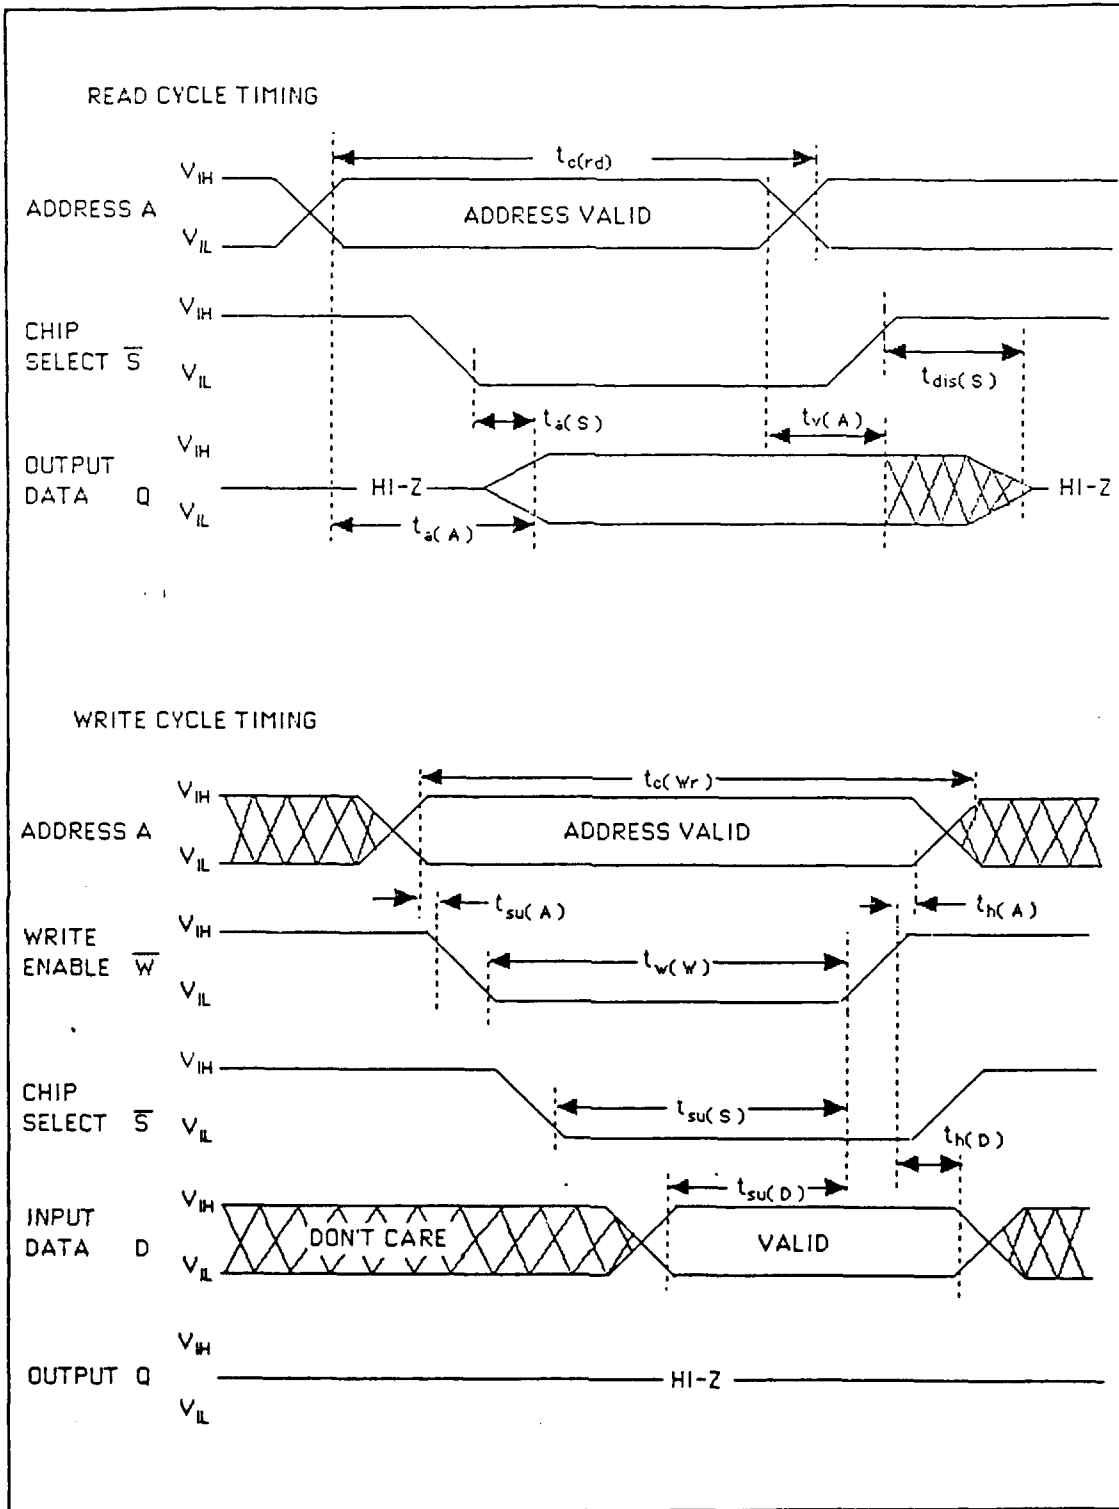 READ CYCLE TIMING
t_c(rd)
V_IH
ADDRESS A
ADDRESS VALID
V_IL
V_IH
CHIP
SELECT S̅
V_IL
t_dis(S)
t_a(S)
t_v(A)
V_IH
OUTPUT
DATA Q
HI-Z
HI-Z
V_IL
t_a(A)
WRITE CYCLE TIMING
t_c(Wr)
V_IH
ADDRESS A
ADDRESS VALID
V_IL
t_su(A)
t_h(A)
V_IH
WRITE
ENABLE W̅
t_w(W)
V_IL
V_IH
CHIP
SELECT S̅
t_su(S)
V_IL
t_h(D)
t_su(D)
V_IH
INPUT
DATA D
DON'T CARE
VALID
V_IL
V_IH
OUTPUT Q
HI-Z
V_IL